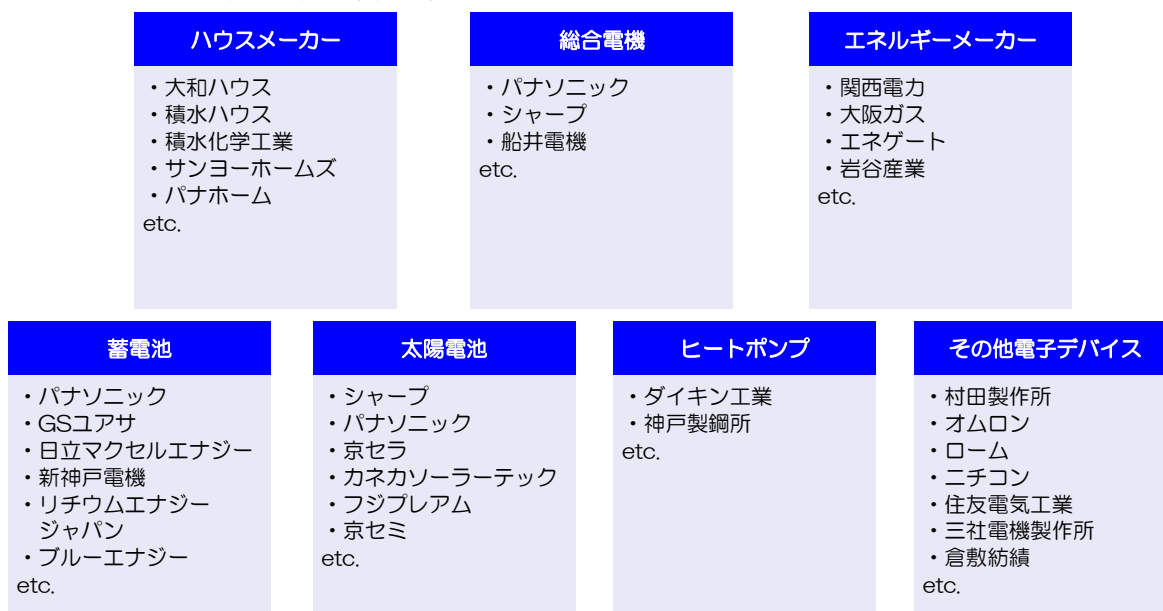 ハウスメーカー
・大和ハウス
・積水ハウス
・積水化学工業
・サンヨーホームズ
・パナホーム
etc.
総合電機
・パナソニック
・シャープ
・船井電機
etc.
エネルギーメーカー
・関西電力
・大阪ガス
・エネゲート
・岩谷産業
etc.
蓄電池
・パナソニック
・GSユアサ
・日立マクセルエナジー
・新神戸電機
・リチウムエナジー
ジャパン
・ブルーエナジー
etc.
太陽電池
・シャープ
・パナソニック
・京セラ
・カネカソーラーテック
・フジプレアム
・京セミ
etc.
ヒートポンプ
・ダイキン工業
・神戸製鋼所
etc.
その他電子デバイス
・村田製作所
・オムロン
・ローム
・ニチコン
・住友電気工業
・三社電機製作所
・倉敷紡績
etc.